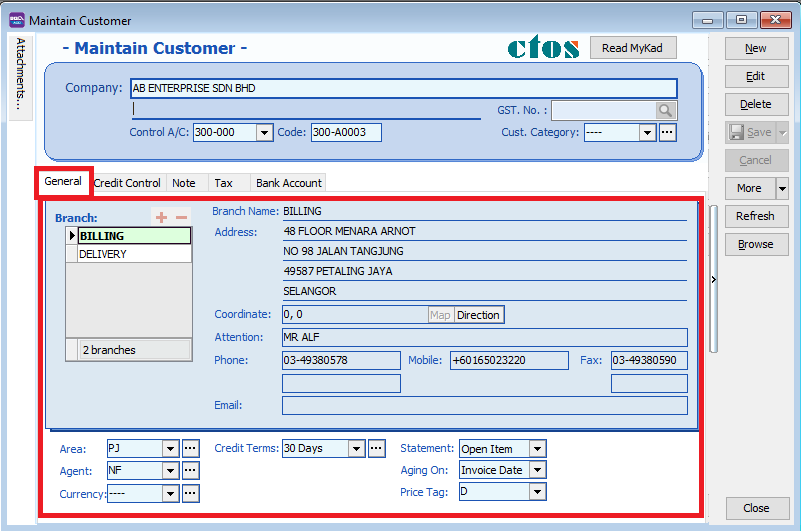 Maintain Customer
Attachments...
- Maintain Customer -
ctos
Read MyKad
New
Edit
Delete
Save
Cancel
More
Refresh
Browse
Close
Company: AB ENTERPRISE SDN BHD
GST. No. :
Control A/C: 300-000 Code: 300-A0003 Cust. Category: ---- ...
General Credit Control Note Tax Bank Account
Branch: + −
BILLING
DELIVERY
2 branches
Branch Name: BILLING
Address: 48 FLOOR MENARA ARNOT
NO 98 JALAN TANGJUNG
49587 PETALING JAYA
SELANGOR
Coordinate: 0, 0 Map Direction
Attention: MR ALF
Phone: 03-49380578 Mobile: +60165023220 Fax: 03-49380590
Email:
Area: PJ ... Credit Terms: 30 Days ... Statement: Open Item
Agent: NF ... Aging On: Invoice Date
Currency: ---- ... Price Tag: D